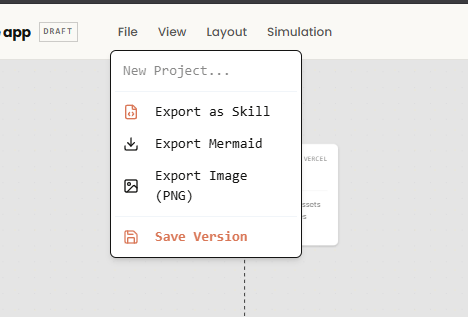 app DRAFT File View Layout Simulation
New Project...
Export as Skill
Export Mermaid
Export Image
(PNG)
Save Version
VERCEL